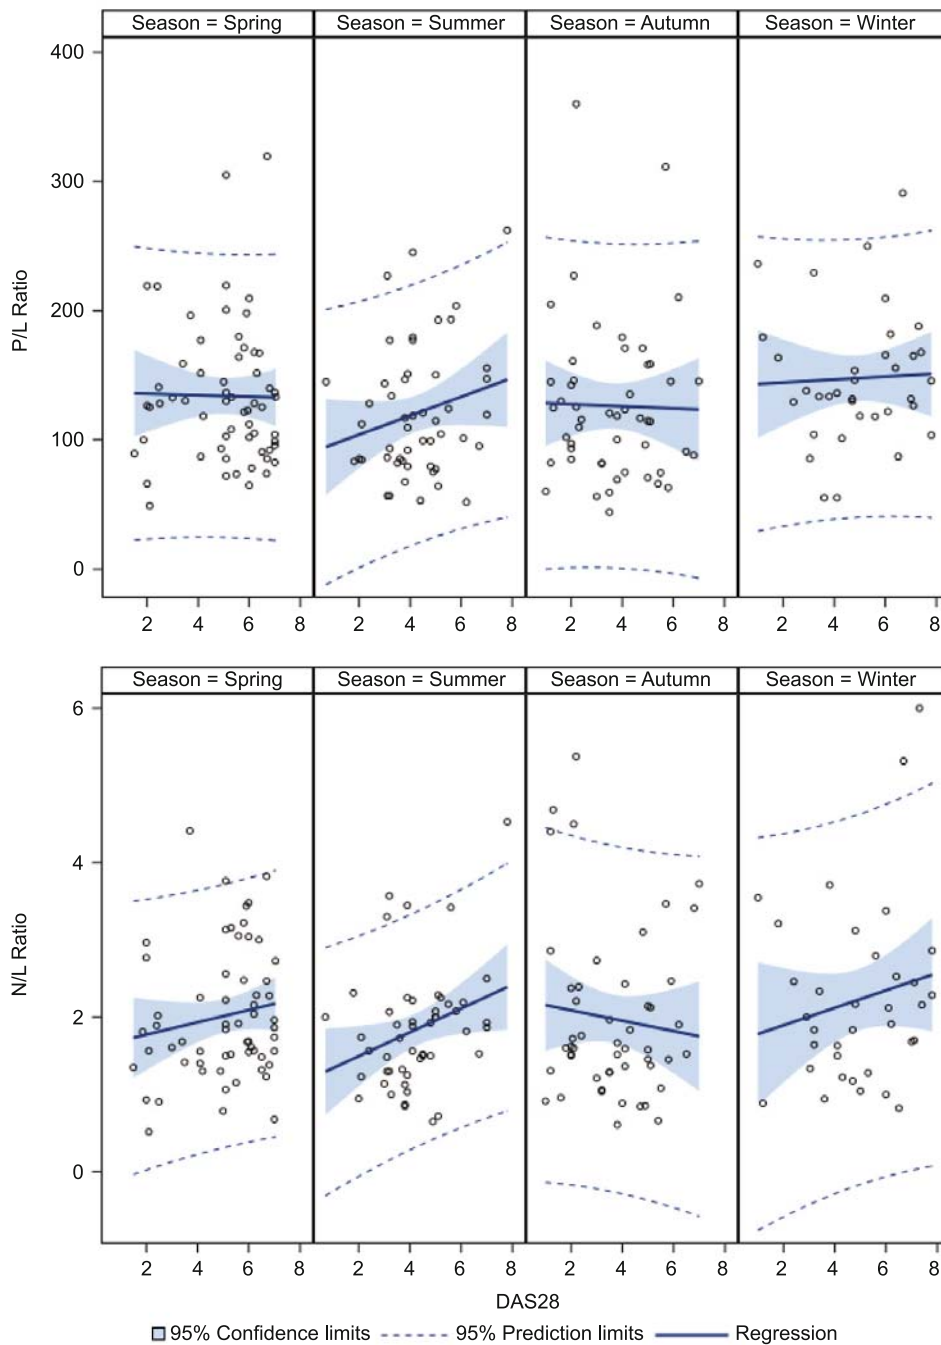 Season = Spring Season = Summer Season = Autumn Season = Winter
400
300
200
100
0
P/L Ratio
2 4 6 8 2 4 6 8 2 4 6 8 2 4 6 8
Season = Spring Season = Summer Season = Autumn Season = Winter
6
4
2
0
N/L Ratio
2 4 6 8 2 4 6 8 2 4 6 8 2 4 6 8
DAS28
95% Confidence limits 95% Prediction limits Regression